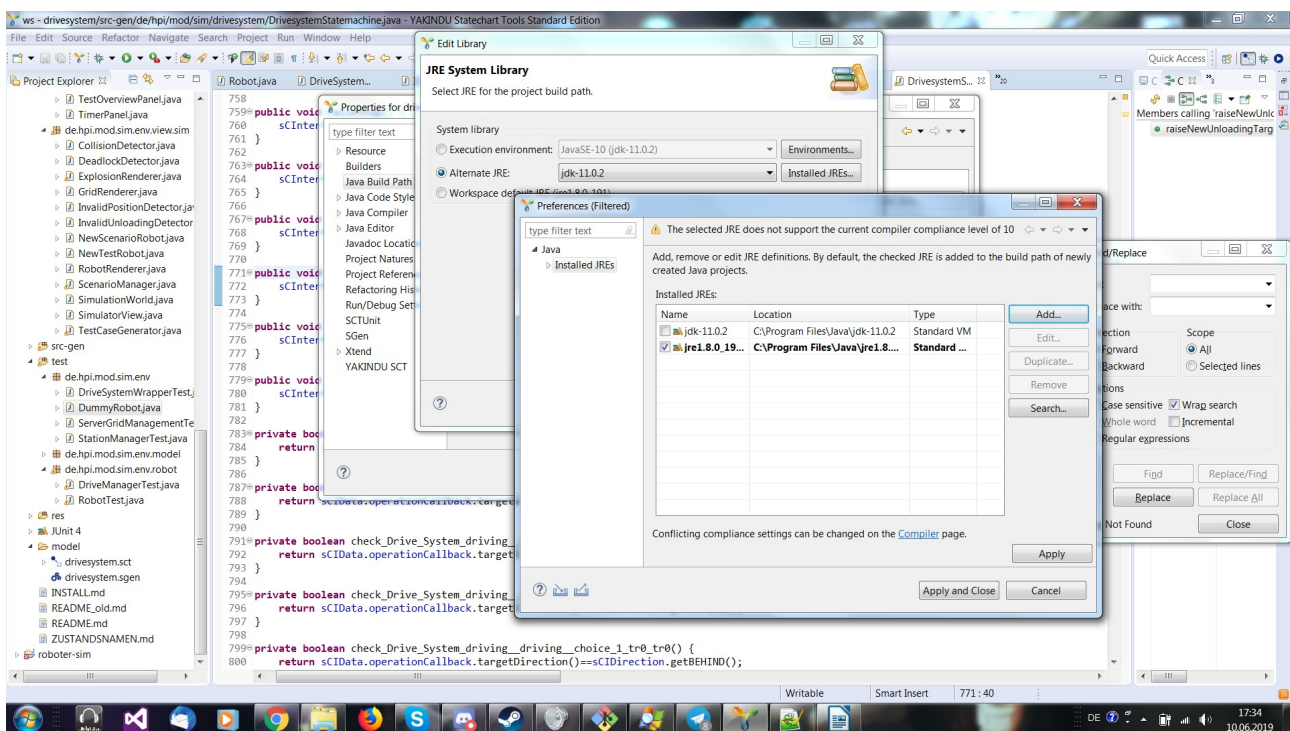 ws - drivesystem/src-gen/de/hpi/mod/sim/drivesystem/DrivesystemStatemachine.java - YAKINDU Statechart Tools Standard Edition
File Edit Source Refactor Navigate Search Project Run Window Help
Quick Access
Project Explorer
TestOverviewPanel.java
TimerPanel.java
de.hpi.mod.sim.env.view.sim
CollisionDetector.java
DeadlockDetector.java
ExplosionRenderer.java
GridRenderer.java
InvalidPositionDetector.jav
InvalidUnloadingDetector
NewScenarioRobot.java
NewTestRobot.java
RobotRenderer.java
ScenarioManager.java
SimulationWorld.java
SimulatorView.java
TestCaseGenerator.java
src-gen
test
de.hpi.mod.sim.env
DriveSystemWrapperTest.j
DummyRobot.java
ServerGridManagementTe
StationManagerTest.java
de.hpi.mod.sim.env.model
de.hpi.mod.sim.env.robot
DriveManagerTest.java
RobotTest.java
res
JUnit 4
model
drivesystem.sct
drivesystem.sgen
INSTALL.md
README_old.md
README.md
ZUSTANDSNAMEN.md
roboter-sim
Robot.java
DriveSystem...
DrivesystemS...
20
758
759 public void
760 sCInter
761 }
762
763 public void
764 sCInter
765 }
766
767 public void
768 sCInter
769 }
770
771 public void
772 sCInter
773 }
774
775 public void
776 sCInter
777 }
778
779 public void
780 sCInter
781 }
782
783 private boo
784 return
785 }
786
787 private boo
788 return sCIData.operationCallback.target
789 }
790
791 private boolean check_Drive_System_driving_
792 return sCIData.operationCallback.target
793 }
794
795 private boolean check_Drive_System_driving_
796 return sCIData.operationCallback.target
797 }
798
799 private boolean check_Drive_System_driving__driving__choice_1_tr0_tr0() {
800 return sCIData.operationCallback.targetDirection()==sCIDirection.getBEHIND();
Properties for dri
type filter text
Resource
Builders
Java Build Path
Java Code Style
Java Compiler
Java Editor
Javadoc Locatio
Project Natures
Project Referen
Refactoring His
Run/Debug Sett
SCTUnit
SGen
Xtend
YAKINDU SCT
Edit Library
JRE System Library
Select JRE for the project build path.
System library
Execution environment: JavaSE-10 (jdk-11.0.2) Environments...
Alternate JRE: jdk-11.0.2 Installed JREs...
Workspace default JRE (jre1.8.0_191)
Preferences (Filtered)
type filter text
Java
Installed JREs
The selected JRE does not support the current compiler compliance level of 10
Add, remove or edit JRE definitions. By default, the checked JRE is added to the build path of newly
created Java projects.
Installed JREs:
Name Location Type
jdk-11.0.2 C:\Program Files\Java\jdk-11.0.2 Standard VM
jre1.8.0_19... C:\Program Files\Java\jre1.8.... Standard ...
Add...
Edit...
Duplicate...
Remove
Search...
Conflicting compliance settings can be changed on the Compiler page.
Apply
Apply and Close
Cancel
Members calling 'raiseNewUnlc
raiseNewUnloadingTarg
d/Replace
ace with:
ection
Forward
Backward
Scope
All
Selected lines
tions
Case sensitive
Wrap search
Whole word
Incremental
Regular expressions
Find
Replace/Find
Replace
Replace All
Not Found
Close
Writable
Smart Insert
771 : 40
DE
17:34
10.06.2019